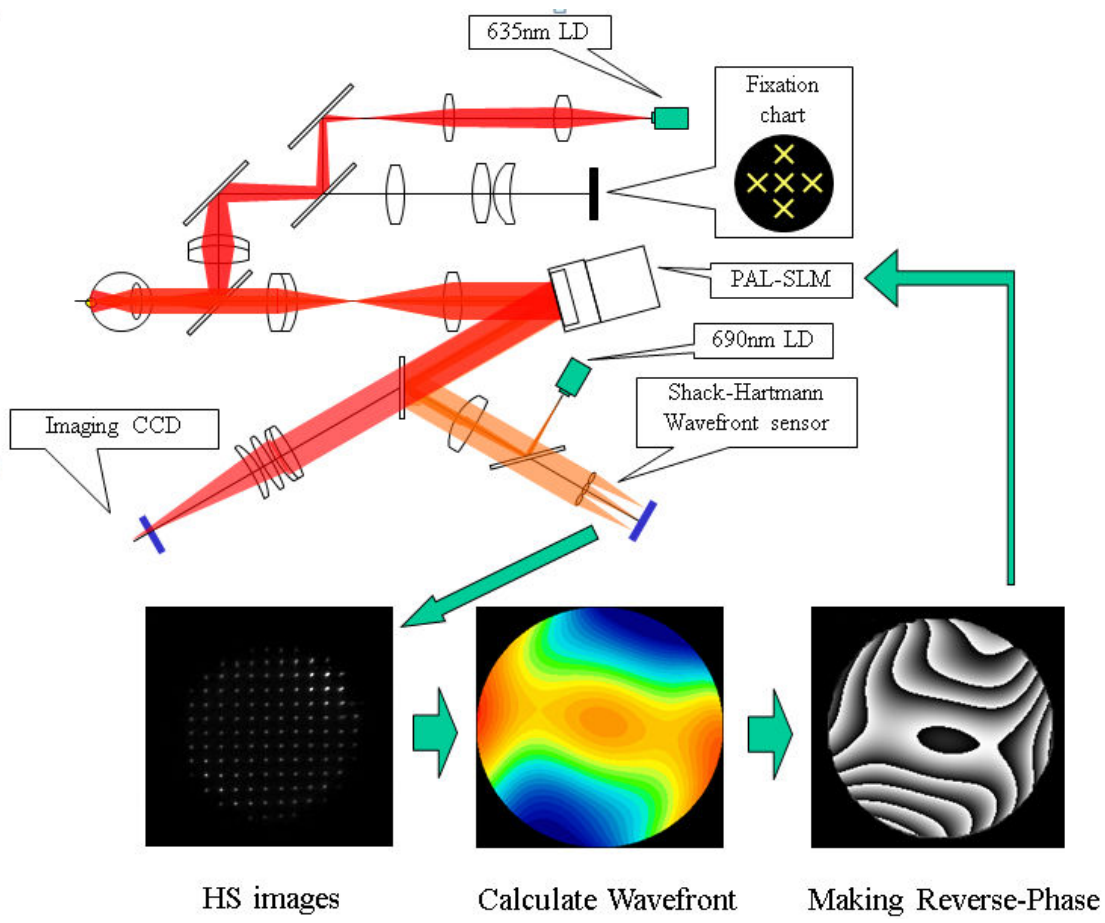 635nm LD
Fixation
chart
PAL-SLM
690nm LD
Shack-Hartmann
Wavefront sensor
Imaging CCD
HS images
Calculate Wavefront
Making Reverse-Phase